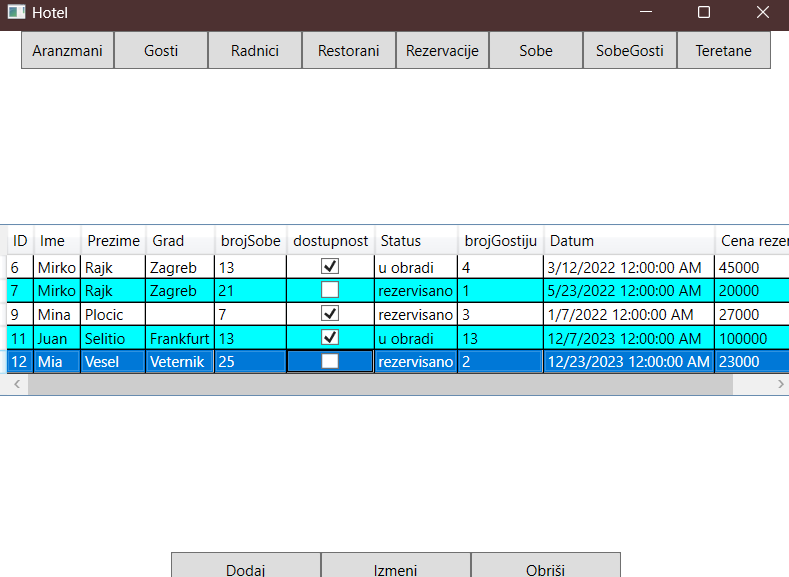 Hotel
Aranzmani Gosti Radnici Restorani Rezervacije Sobe SobeGosti Teretane
ID Ime Prezime Grad brojSobe dostupnost Status brojGostiju Datum Cena rezer
6 Mirko Rajk Zagreb 13 u obradi 4 3/12/2022 12:00:00 AM 45000
7 Mirko Rajk Zagreb 21 rezervisano 1 5/23/2022 12:00:00 AM 20000
9 Mina Plocic 7 rezervisano 3 1/7/2022 12:00:00 AM 27000
11 Juan Selitio Frankfurt 13 u obradi 13 12/7/2023 12:00:00 AM 100000
12 Mia Vesel Veternik 25 rezervisano 2 12/23/2023 12:00:00 AM 23000
Dodaj Izmeni Obriši